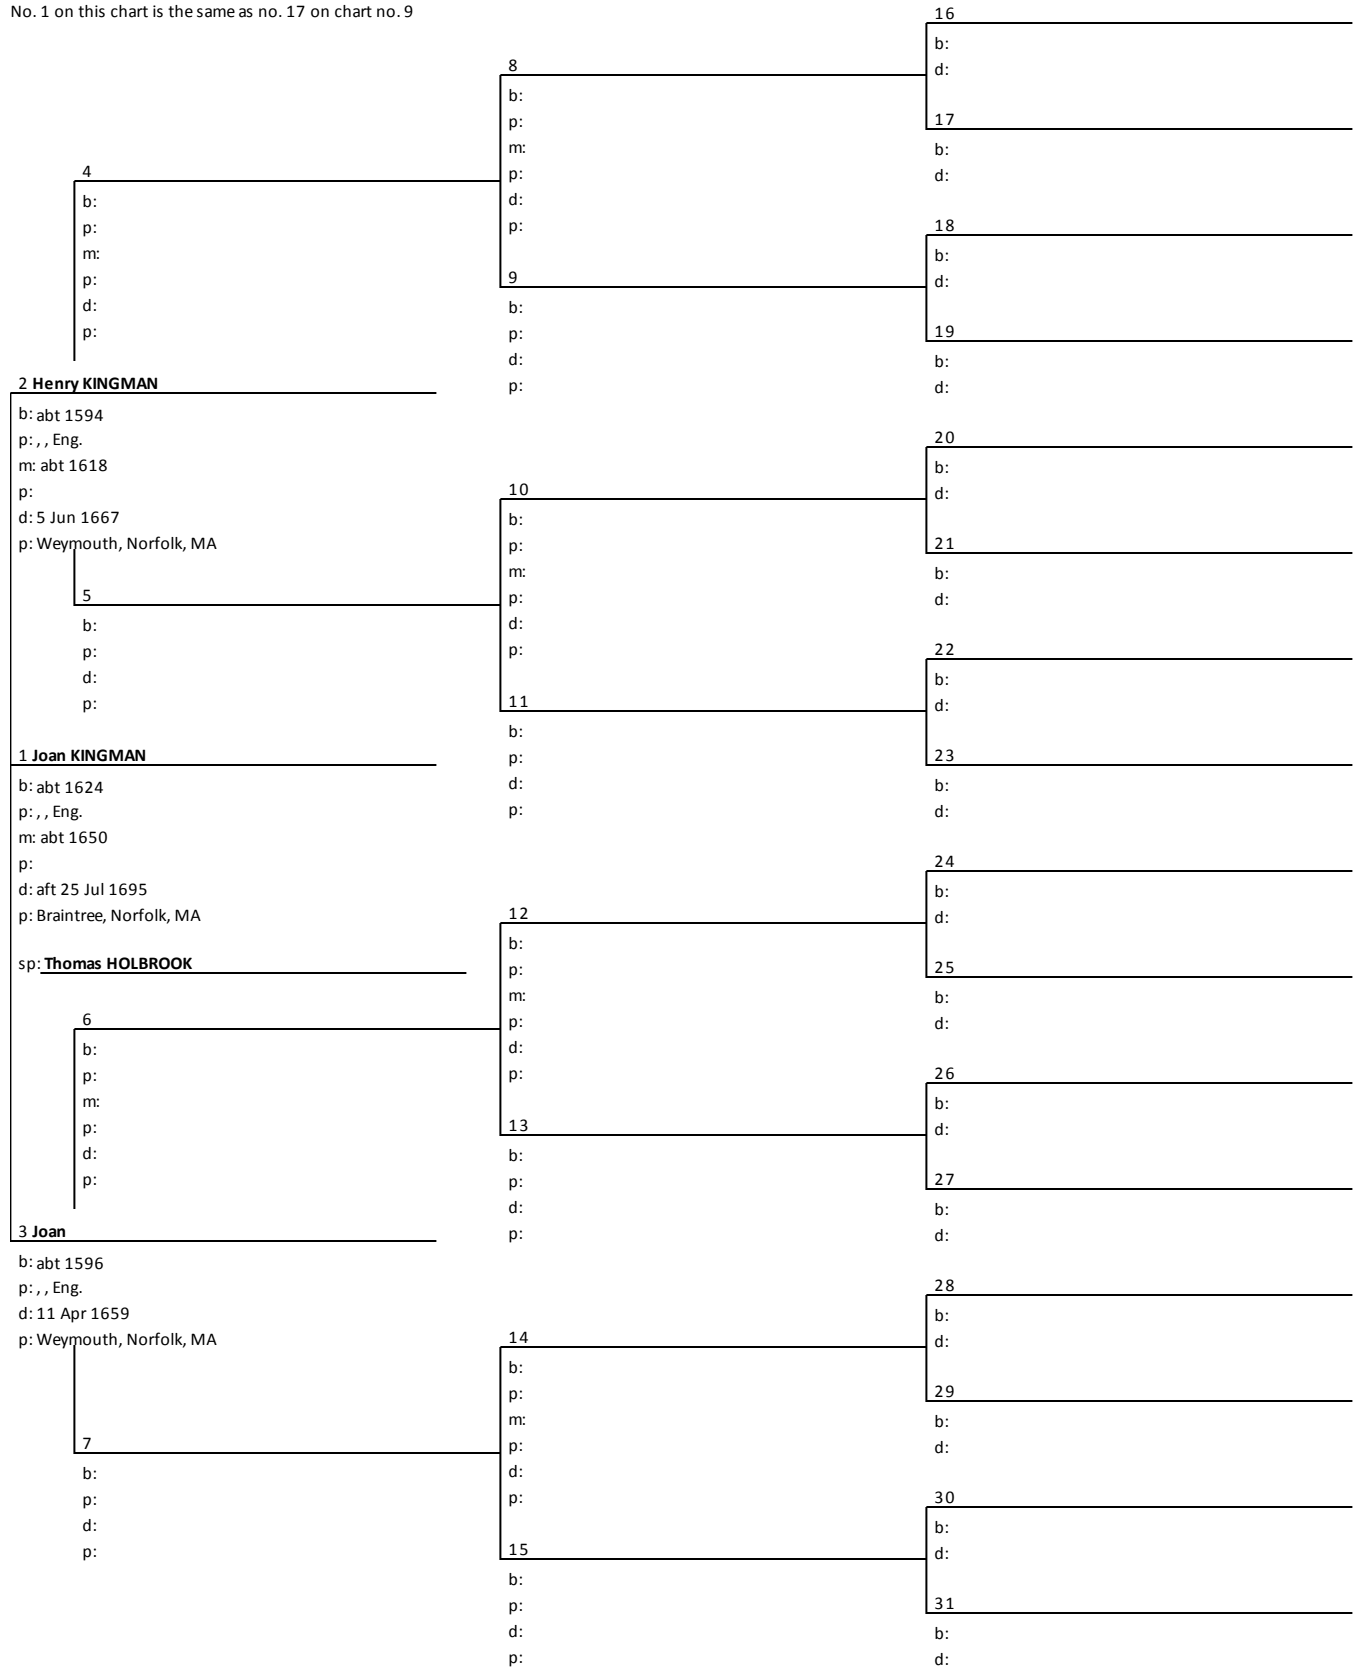 No. 1 on this chart is the same as no. 17 on chart no. 9
16
b:
d:
8
b:
p:
m:
p:
d:
p:
17
b:
d:
4
b:
p:
m:
p:
d:
p:
18
b:
d:
9
b:
p:
d:
p:
19
b:
d:
2 Henry KINGMAN
b: abt 1594
p: , , Eng.
m: abt 1618
p:
d: 5 Jun 1667
p: Weymouth, Norfolk, MA
20
b:
d:
10
b:
p:
m:
p:
d:
p:
21
b:
d:
5
b:
p:
d:
p:
22
b:
d:
11
b:
p:
d:
p:
23
b:
d:
1 Joan KINGMAN
b: abt 1624
p: , , Eng.
m: abt 1650
p:
d: aft 25 Jul 1695
p: Braintree, Norfolk, MA
sp: Thomas HOLBROOK
24
b:
d:
12
b:
p:
m:
p:
d:
p:
25
b:
d:
6
b:
p:
m:
p:
d:
p:
26
b:
d:
13
b:
p:
d:
p:
27
b:
d:
3 Joan
b: abt 1596
p: , , Eng.
d: 11 Apr 1659
p: Weymouth, Norfolk, MA
28
b:
d:
14
b:
p:
m:
p:
d:
p:
29
b:
d:
7
b:
p:
d:
p:
30
b:
d:
15
b:
p:
d:
p:
31
b:
d: